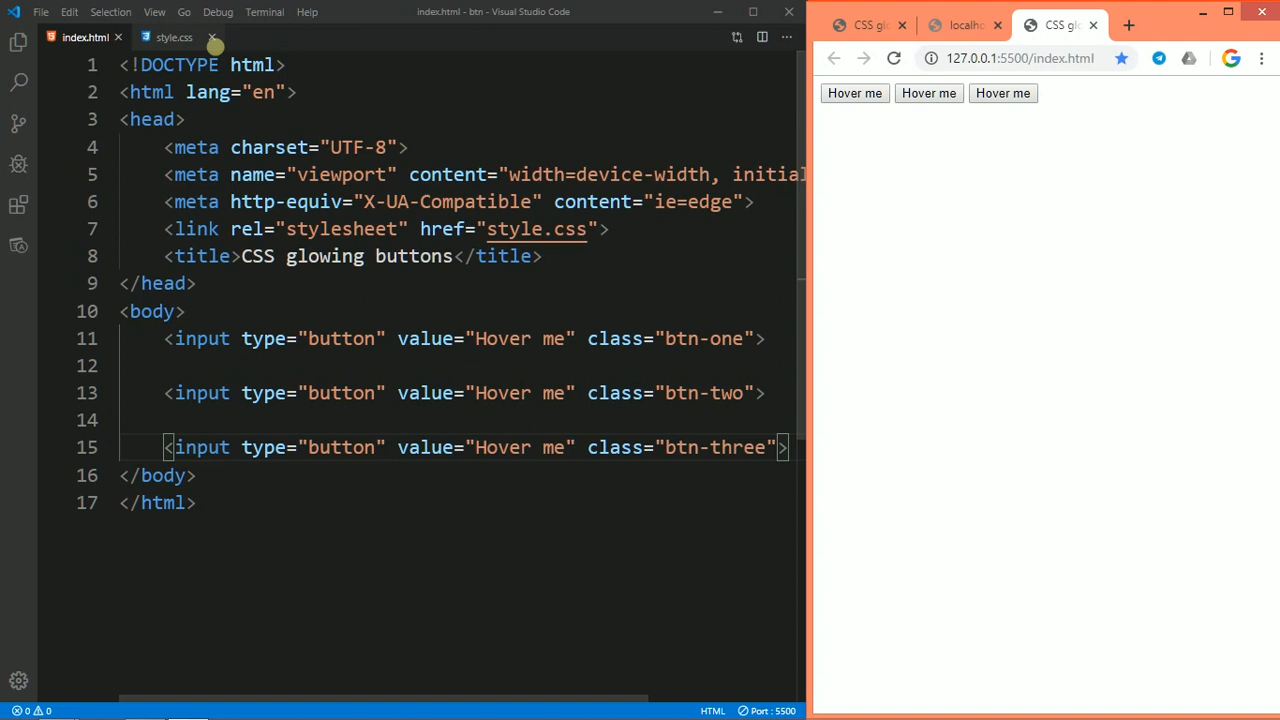 File Edit Selection View Go Debug Terminal Help index.html - btn - Visual Studio Code
index.html style.css
1 <!DOCTYPE html>
2 <html lang="en">
3 <head>
4 <meta charset="UTF-8">
5 <meta name="viewport" content="width=device-width, initial
6 <meta http-equiv="X-UA-Compatible" content="ie=edge">
7 <link rel="stylesheet" href="style.css">
8 <title>CSS glowing buttons</title>
9 </head>
10 <body>
11 <input type="button" value="Hover me" class="btn-one">
12
13 <input type="button" value="Hover me" class="btn-two">
14
15 <input type="button" value="Hover me" class="btn-three">
16 </body>
17 </html>
0 0 HTML Port : 5500
CSS gl localh CSS gl
127.0.0.1:5500/index.html
Hover me Hover me Hover me